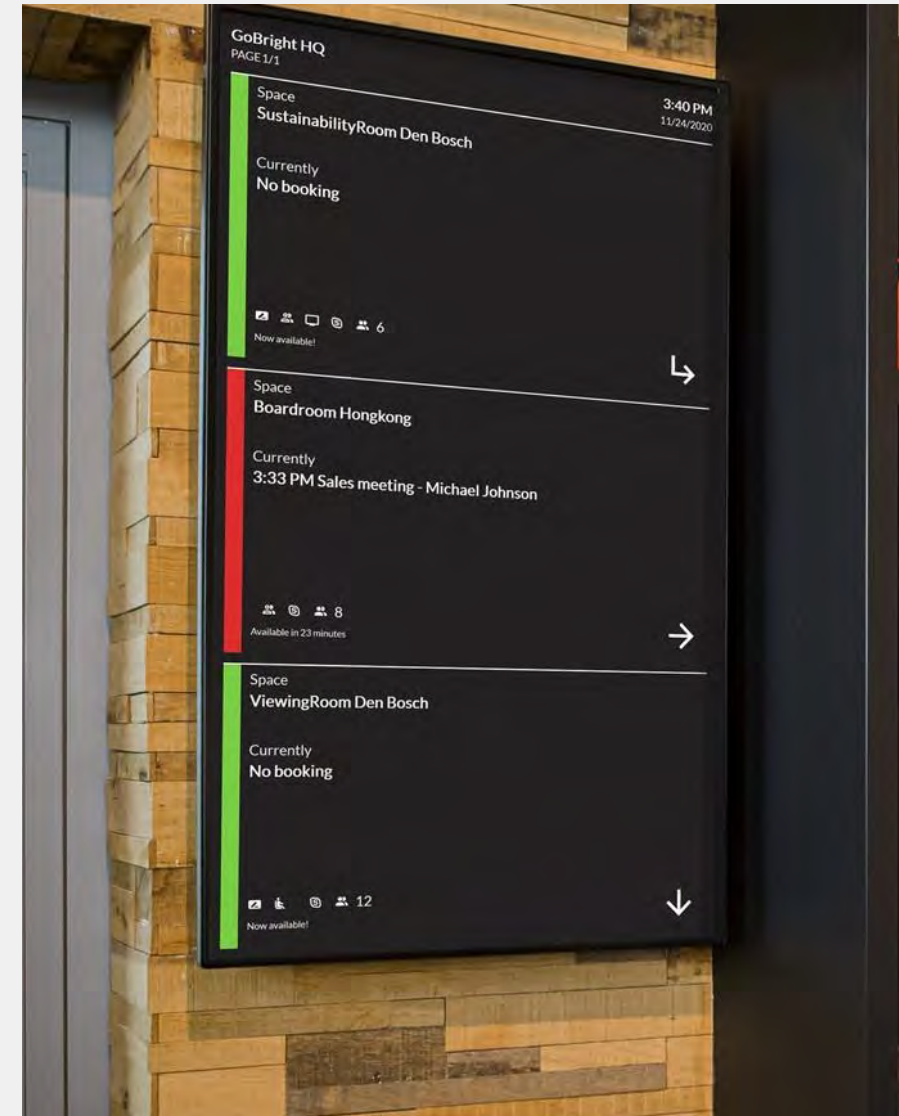 GoBright HQ
PAGE 1/1
3:40 PM
11/24/2020
Space
SustainabilityRoom Den Bosch
Currently
No booking
6
Now available!
Space
Boardroom Hongkong
Currently
3:33 PM Sales meeting - Michael Johnson
8
Available in 23 minutes
Space
ViewingRoom Den Bosch
Currently
No booking
12
Now available!